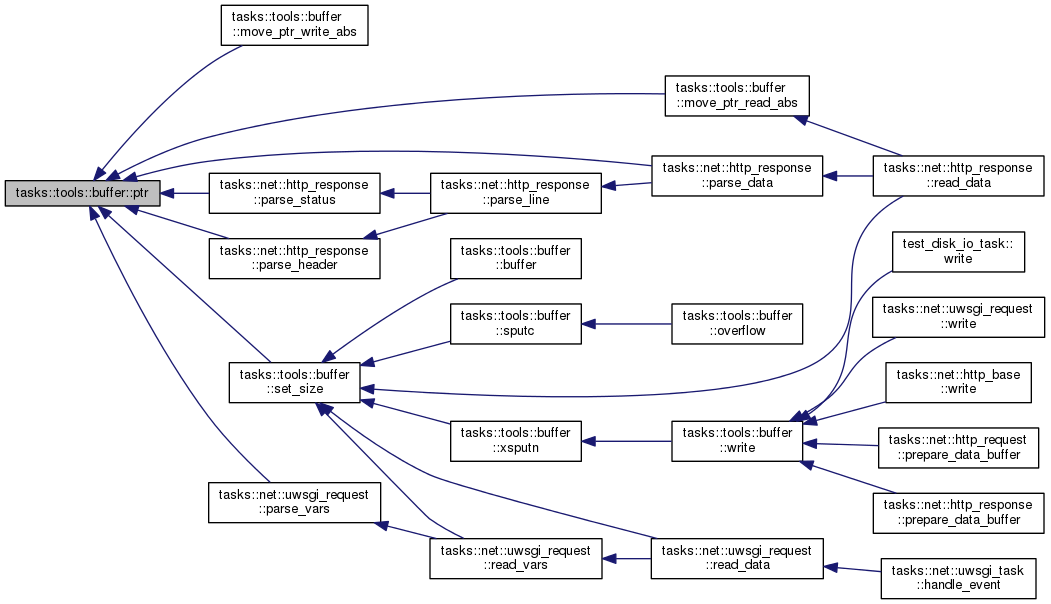 tasks::tools::buffer
::move_ptr_write_abs
tasks::tools::buffer
::move_ptr_read_abs
tasks::net::http_response
::parse_data
tasks::net::http_response
::read_data
tasks::tools::buffer::ptr
tasks::net::http_response
::parse_status
tasks::net::http_response
::parse_line
tasks::net::http_response
::parse_header
tasks::tools::buffer
::buffer
test_disk_io_task::
write
tasks::tools::buffer
::sputc
tasks::tools::buffer
::overflow
tasks::net::uwsgi_request
::write
tasks::tools::buffer
::set_size
tasks::net::http_base
::write
tasks::tools::buffer
::xsputn
tasks::tools::buffer
::write
tasks::net::http_request
::prepare_data_buffer
tasks::net::uwsgi_request
::parse_vars
tasks::net::http_response
::prepare_data_buffer
tasks::net::uwsgi_request
::read_vars
tasks::net::uwsgi_request
::read_data
tasks::net::uwsgi_task
::handle_event